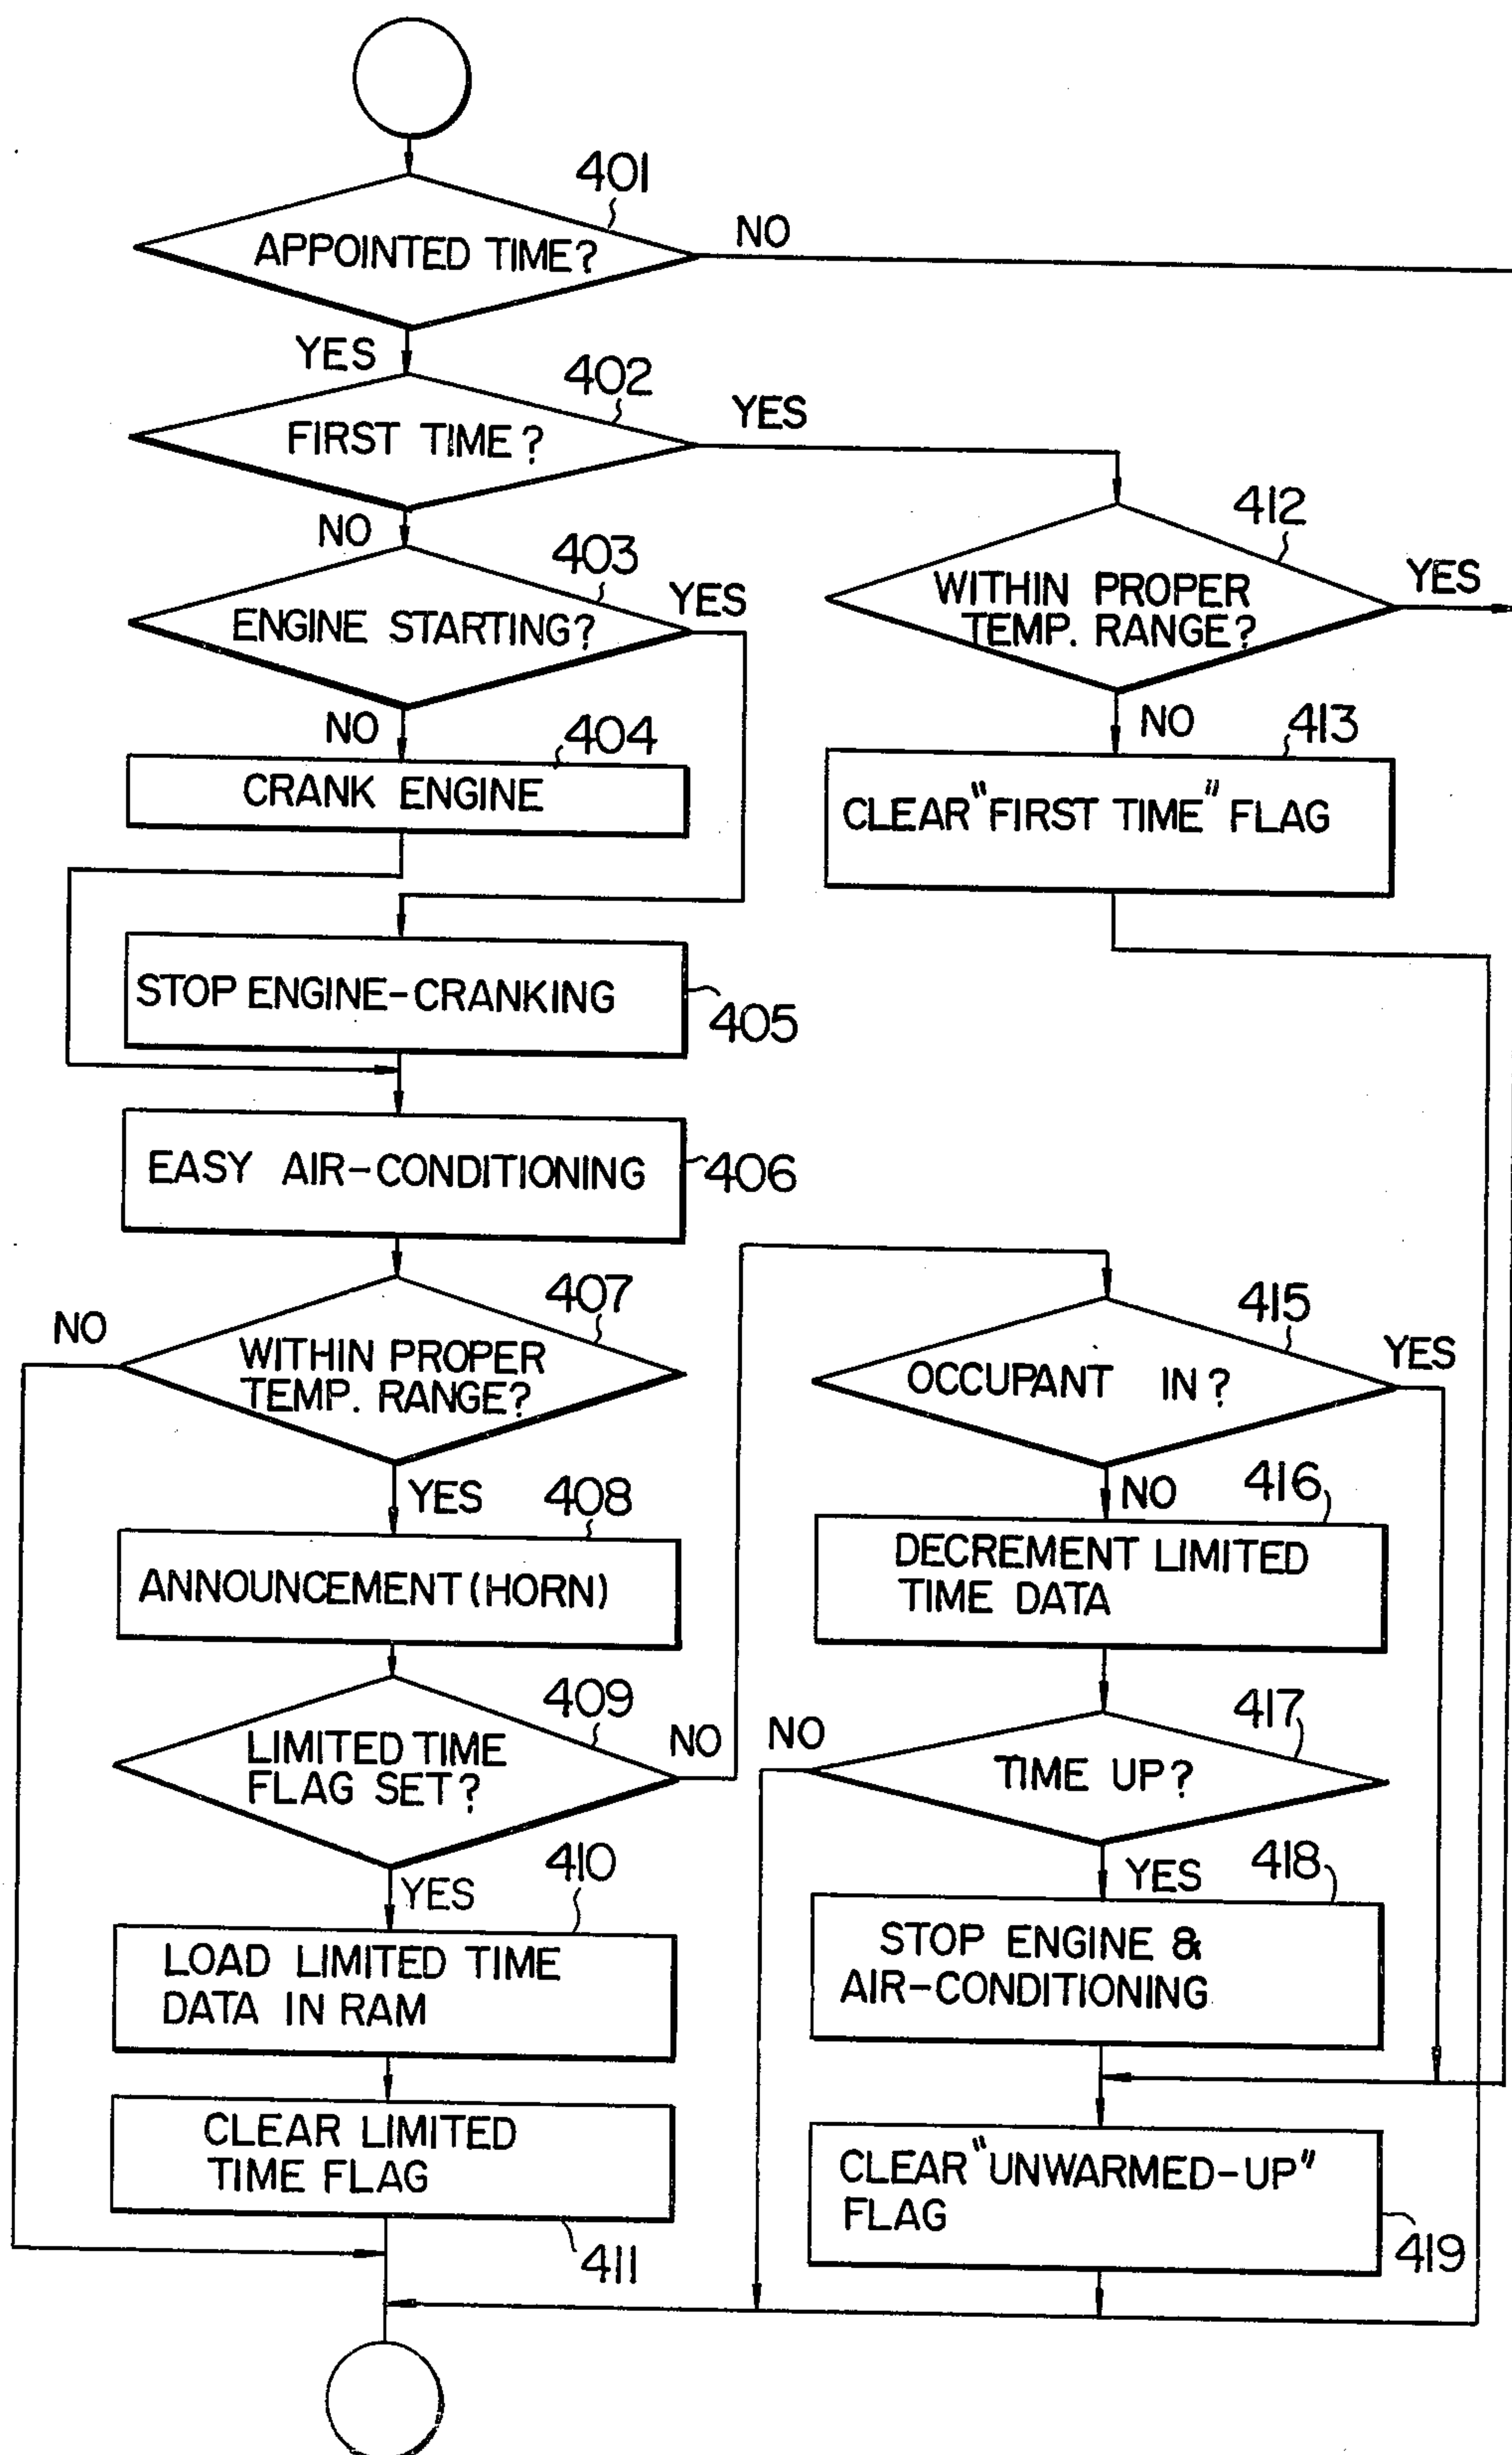 401
APPOINTED TIME?
NO
YES
402
FIRST TIME?
YES
NO
403
ENGINE STARTING?
YES
NO
404
CRANK ENGINE
STOP ENGINE-CRANKING
405
EASY AIR-CONDITIONING
406
407
NO
WITHIN PROPER
TEMP. RANGE?
YES
408
ANNOUNCEMENT (HORN)
409
LIMITED TIME
FLAG SET?
NO
YES
410
LOAD LIMITED TIME
DATA IN RAM
CLEAR LIMITED
TIME FLAG
411
412
WITHIN PROPER
TEMP. RANGE?
YES
NO
413
CLEAR "FIRST TIME" FLAG
415
OCCUPANT IN?
YES
NO
416
DECREMENT LIMITED
TIME DATA
417
NO
TIME UP?
YES
418
STOP ENGINE &
AIR-CONDITIONING
CLEAR "UNWARMED-UP"
FLAG
419